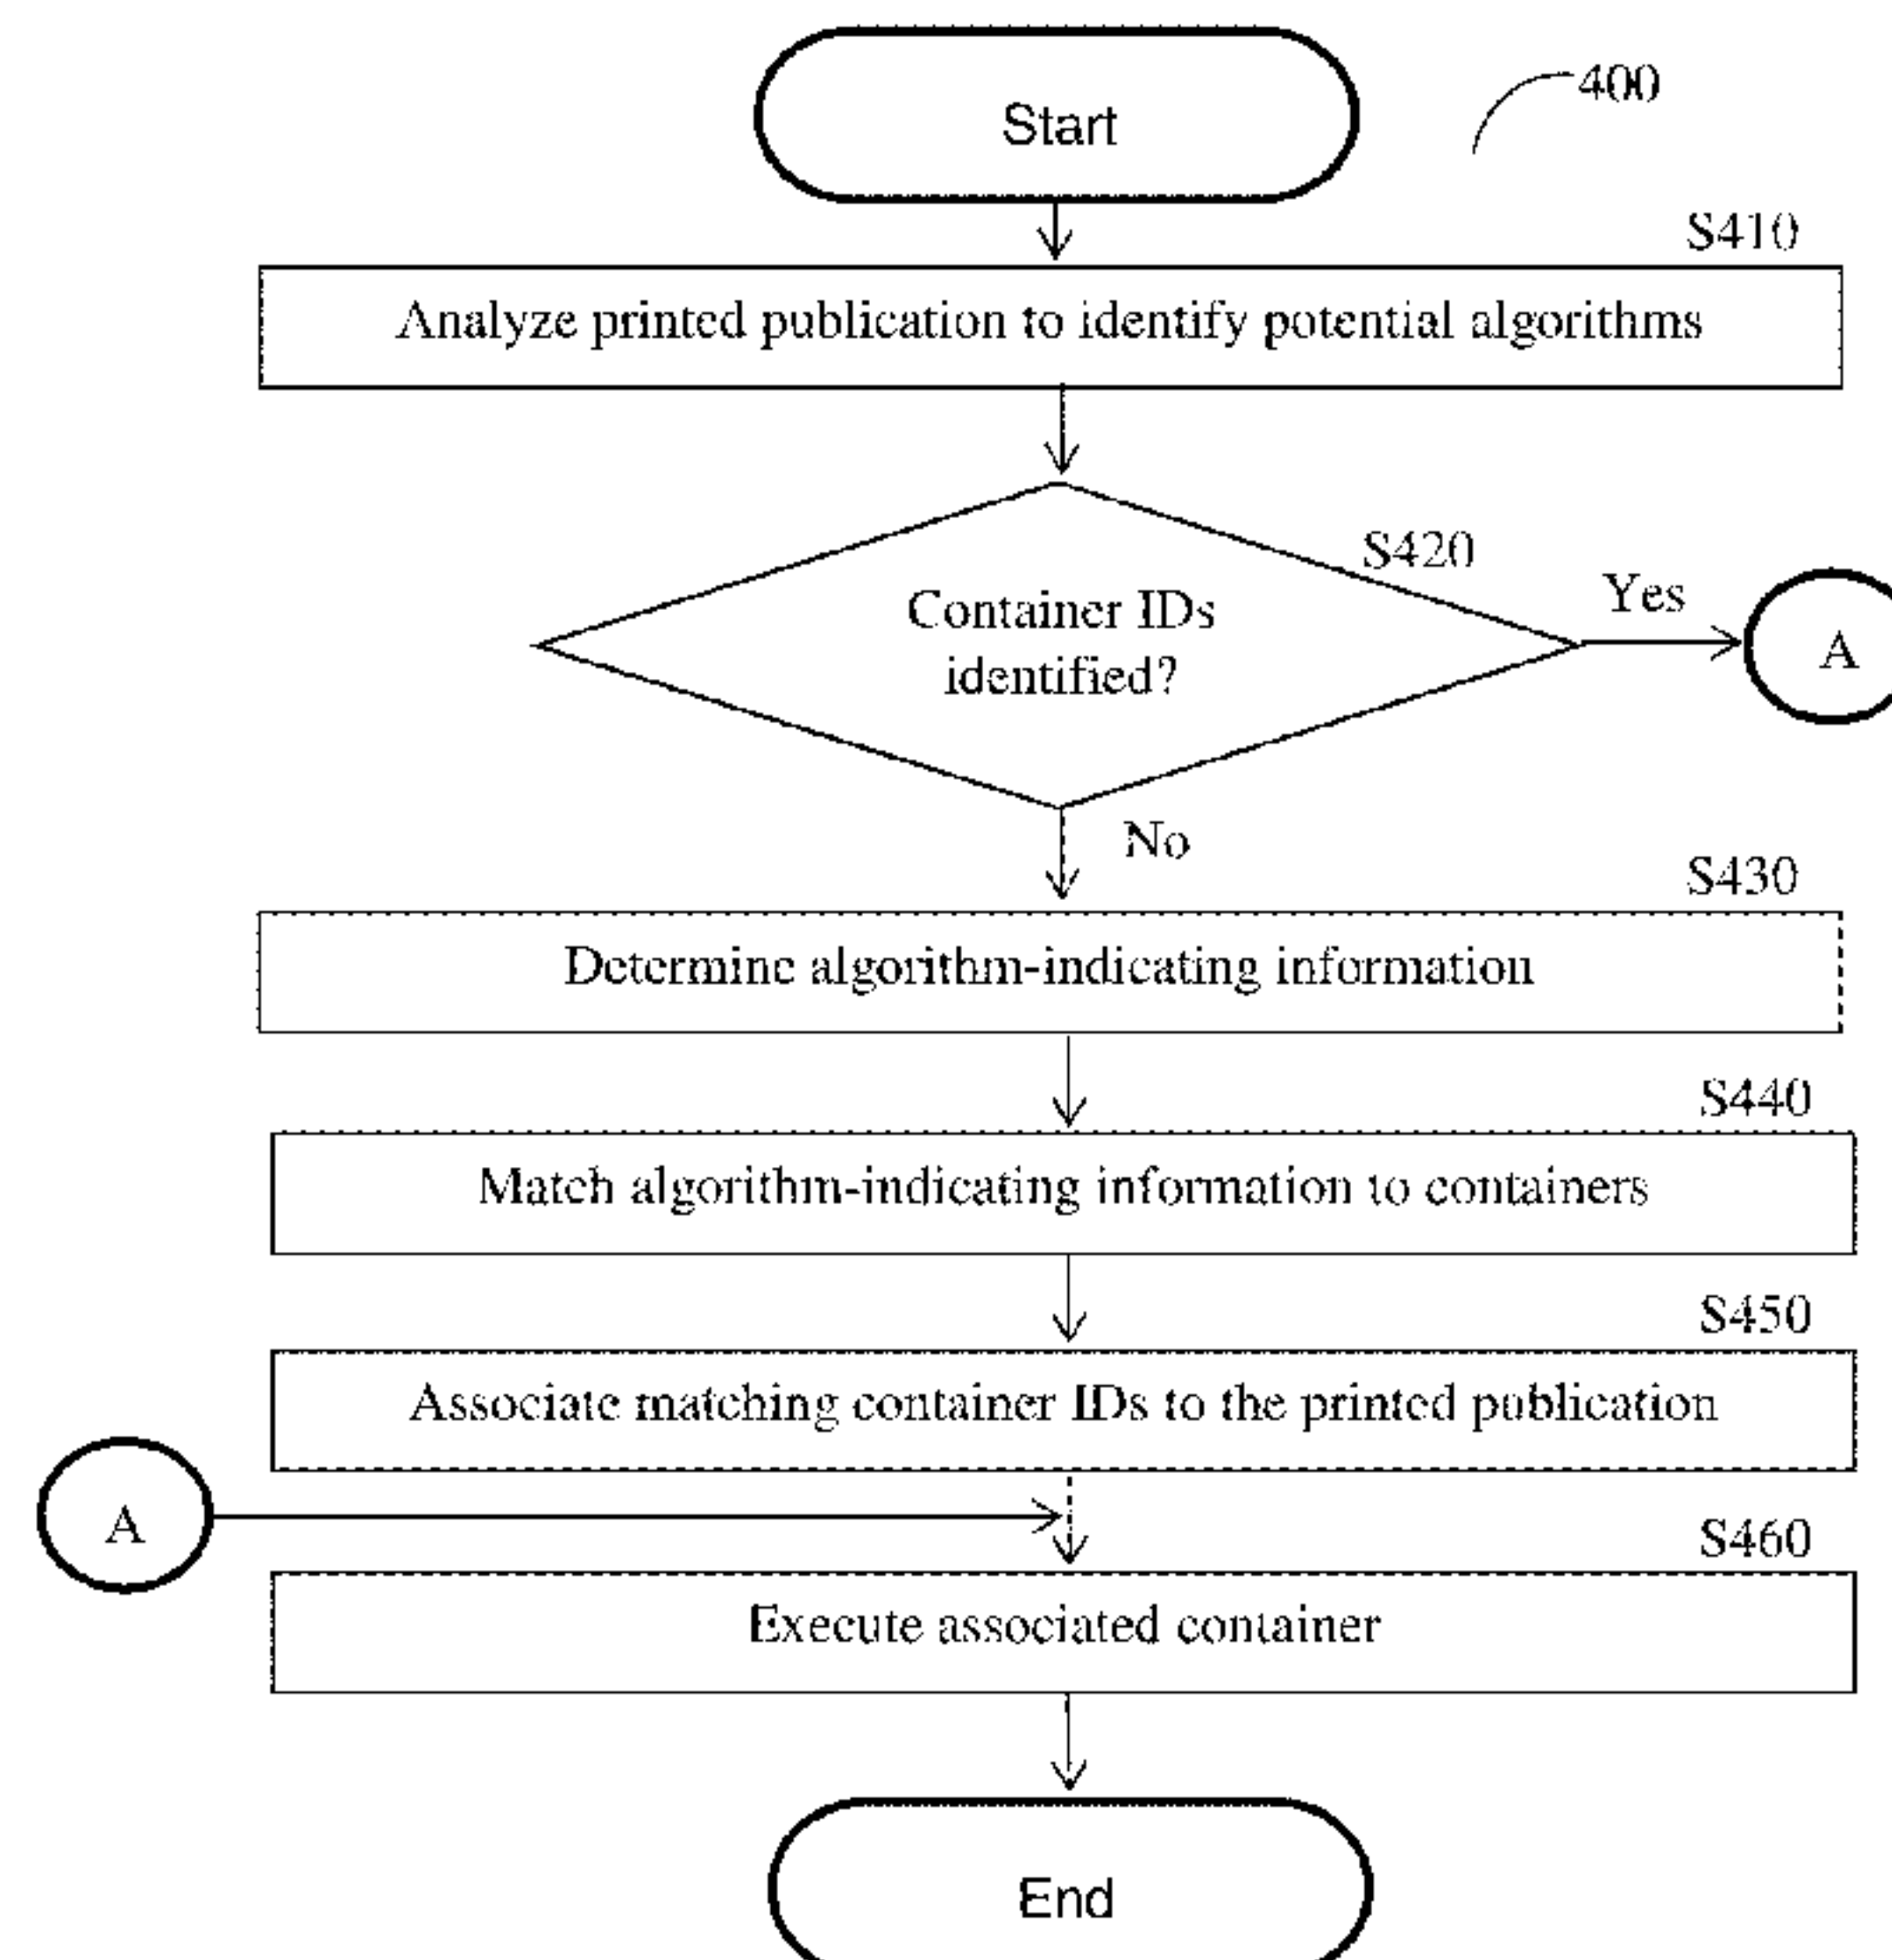 Start
400
S410
Analyze printed publication to identify potential algorithms
S420
Container IDs
identified?
Yes
A
No
S430
Determine algorithm-indicating information
S440
Match algorithm-indicating information to containers
S450
Associate matching container IDs to the printed publication
A
S460
Execute associated container
End